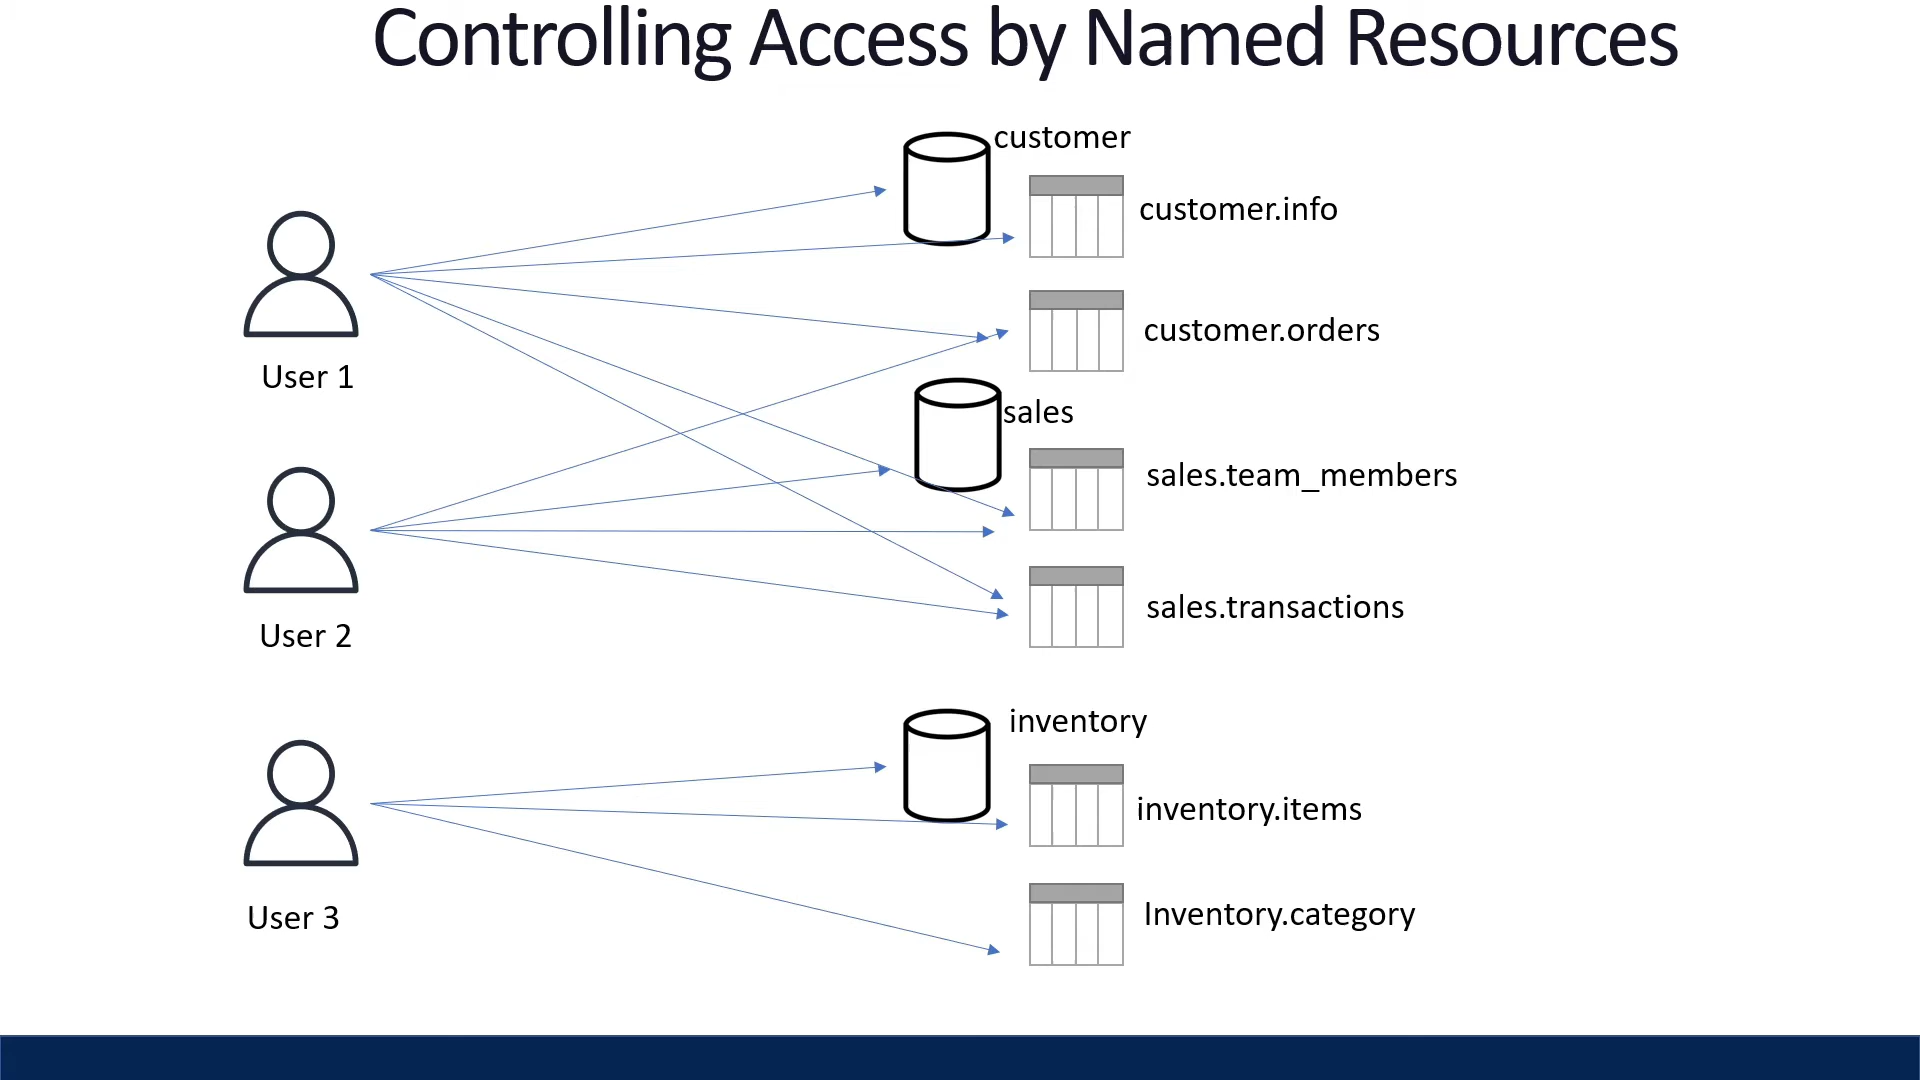 Controlling Access by Named Resources
customer
customer.info
customer.orders
User 1
sales
sales.team_members
sales.transactions
User 2
inventory
inventory.items
Inventory.category
User 3